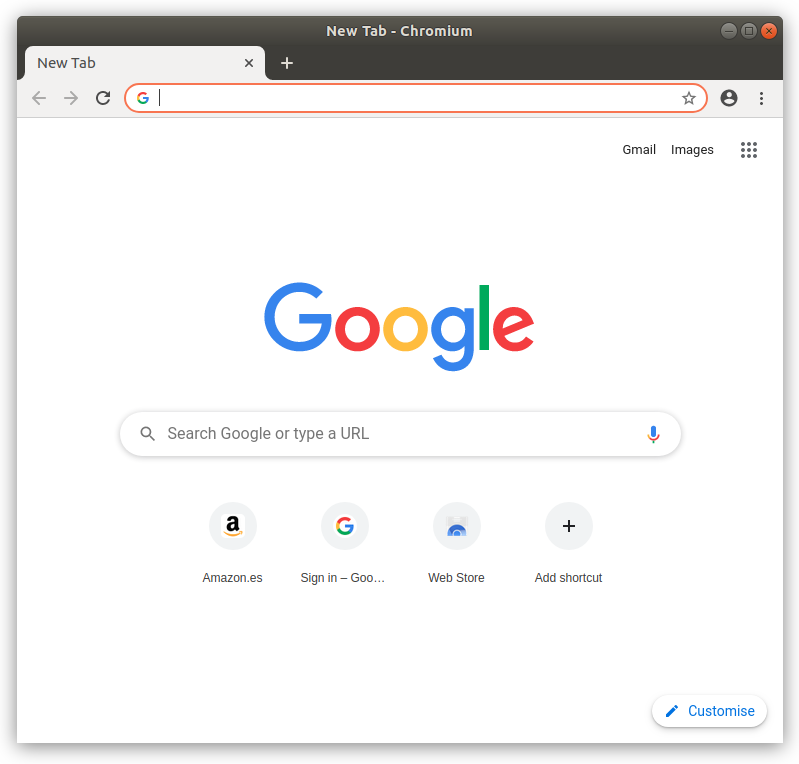 New Tab - Chromium
New Tab
Gmail Images
Google
Search Google or type a URL
Amazon.es Sign in – Goo… Web Store Add shortcut
Customise